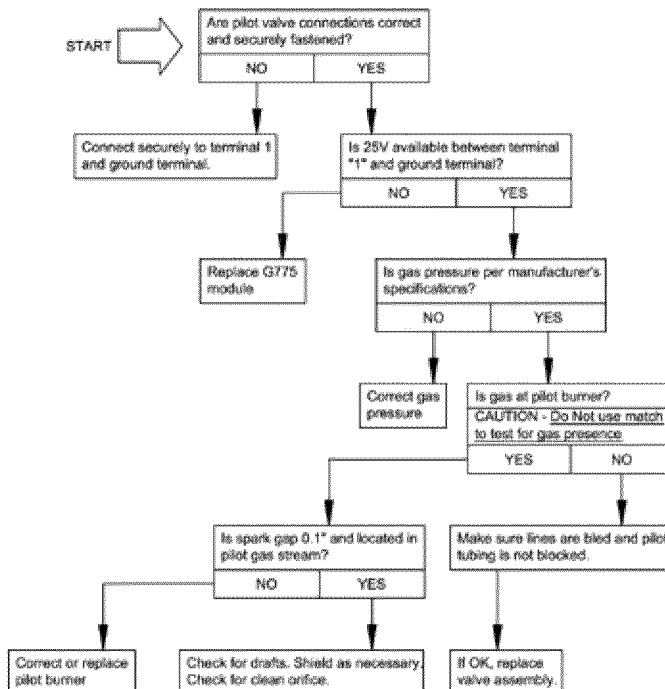 START
Are pilot valve connections correct
and securely fastened?
NO
YES
Connect securely to terminal 1
and ground terminal.
Is 25V available between terminal
"1" and ground terminal?
NO
YES
Replace G775
module
Is gas pressure per manufacturer's
specifications?
NO
YES
Correct gas
pressure
Is gas at pilot burner?
CAUTION - Do Not use match
to test for gas presence
YES
NO
Is spark gap 0.1" and located in
pilot gas stream?
NO
YES
Make sure lines are bled and pilot
tubing is not blocked.
Correct or replace
pilot burner
Check for drafts. Shield as necessary.
Check for clean orifice.
If OK, replace
valve assembly.